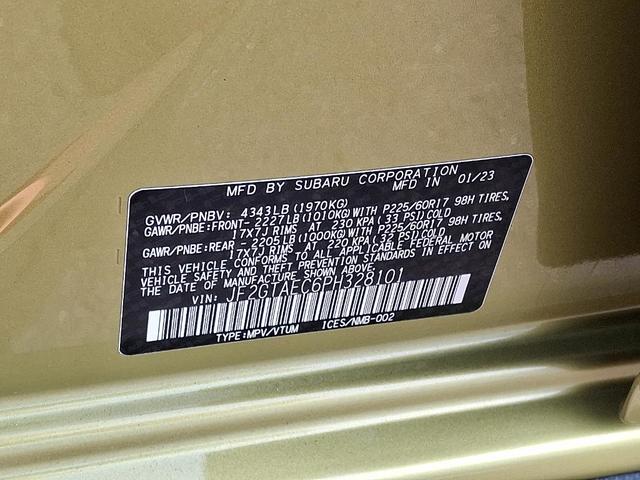 MFD BY SUBARU CORPORATION
MFD IN 01/23
GVWR/PNBV: 4343LB(1970KG)
GAWR/PNBE:FRONT-2227LB(1010KG)WITH P225/60R17 98H TIRES,
17X7J RIMS AT 230 KPA(33 PSI)COLD
GAWR/PNBE:REAR -2205LB(1000KG)WITH P225/60R17 98H TIRES,
17X7J RIMS AT 220 KPA(32 PSI)COLD
THIS VEHICLE CONFORMS TO ALL APPLICABLE FEDERAL MOTOR
VEHICLE SAFETY AND THEFT PREVENTION STANDARDS IN EFFECT ON
THE DATE OF MANUFACTURE SHOWN ABOVE.
VIN: JF2GTAEC6PH328101
TYPE:MPV/VTUM ICES/NMB-002